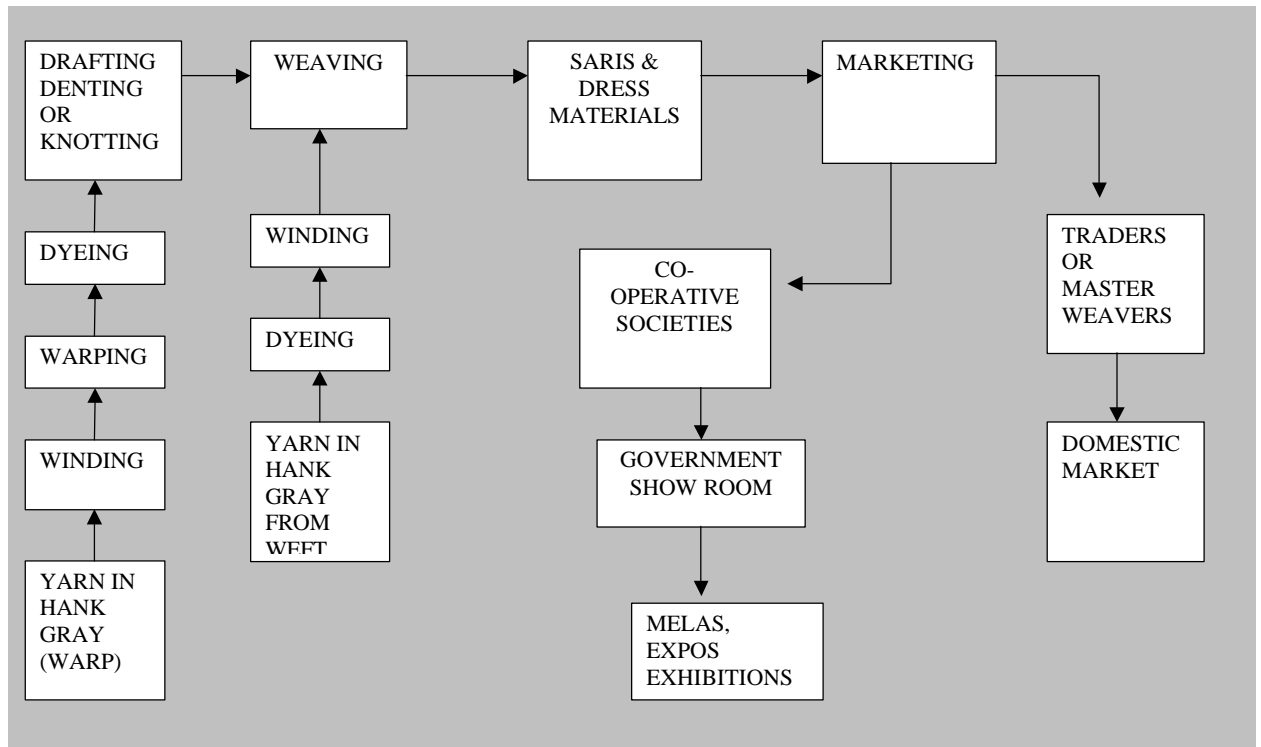 DRAFTING
DENTING
OR
KNOTTING
WEAVING
SARIS &
DRESS
MATERIALS
MARKETING
DYEING
WINDING
CO-
OPERATIVE
SOCIETIES
TRADERS
OR
MASTER
WEAVERS
WARPING
DYEING
WINDING
YARN IN
HANK
GRAY
FROM
WEFT
GOVERNMENT
SHOW ROOM
DOMESTIC
MARKET
YARN IN
HANK
GRAY
(WARP)
MELAS,
EXPOS
EXHIBITIONS